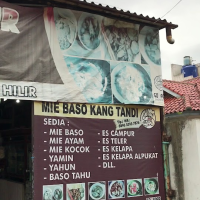 R
HILIR
MIE BASO KANG TANDI
SEDIA :
- MIE BASO - ES CAMPUR
- MIE AYAM - ES TELER
- MIE KOCOK - ES KELAPA
- YAMIN - ES KELAPA ALPUKAT
- YAHUN - DLL.
- BASO TAHU